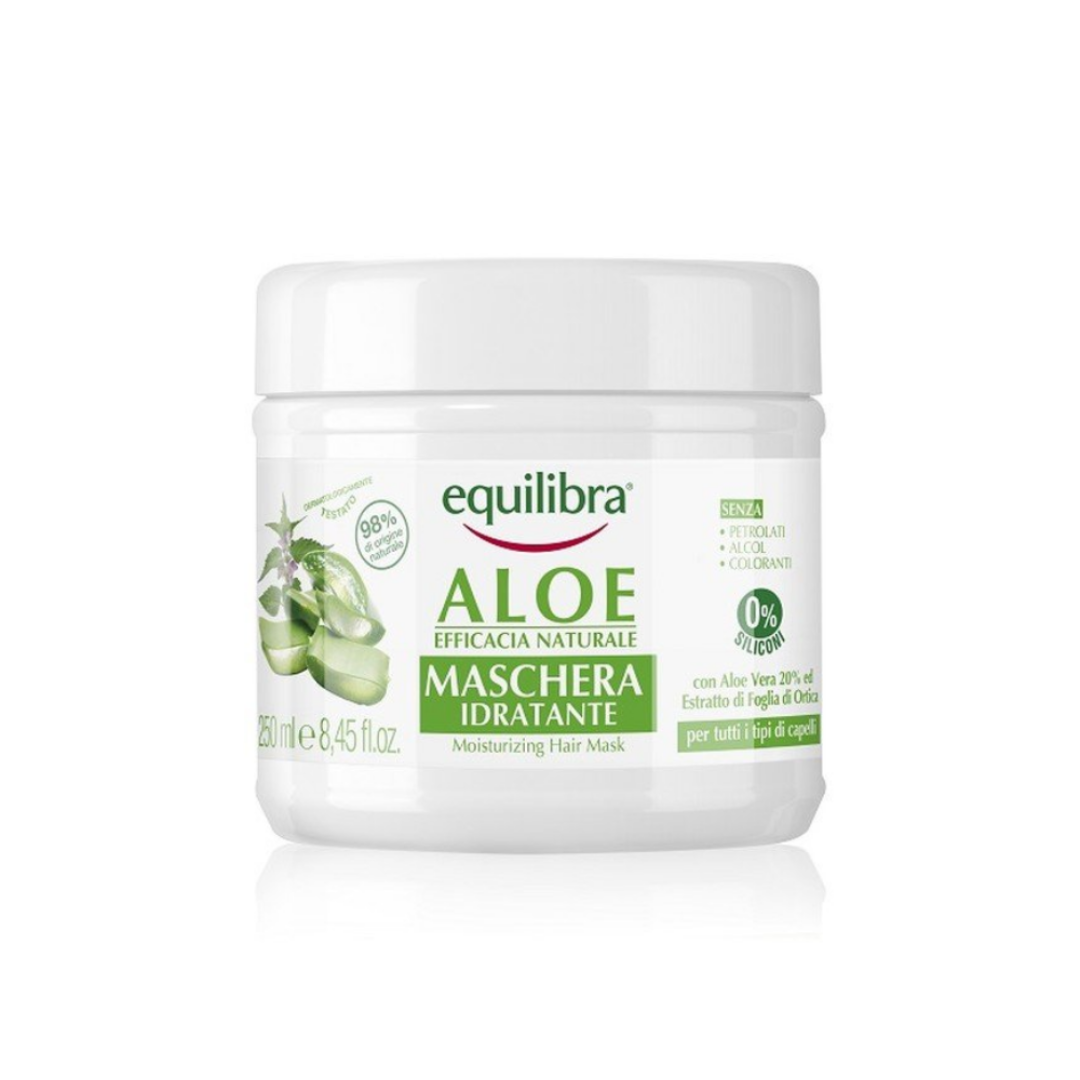 DERMATOLOGICAMENTE
TESTATO
98%
di origine
naturale
250 ml e 8,45 fl.oz.
equilibra®
ALOE
EFFICACIA NATURALE
MASCHERA
IDRATANTE
Moisturizing Hair Mask
SENZA
• PETROLATI
• ALCOL
• COLORANTI
0%
SILICONI
con Aloe Vera 20% ed
Estratto di Foglia di Ortica
per tutti i tipi di capelli